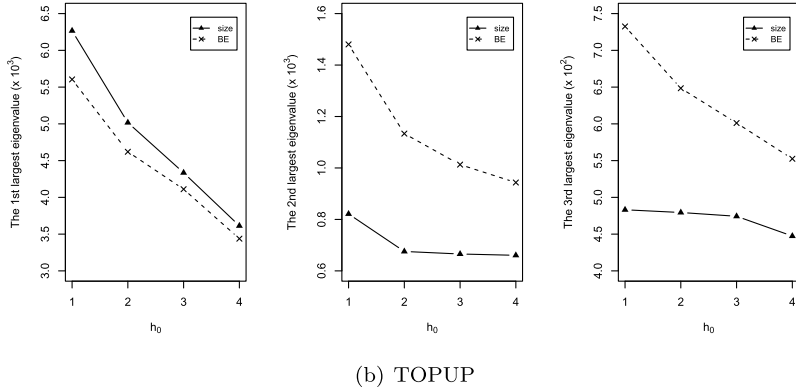 The 1st largest eigenvalue (x 10³)
6.5
6.0
5.5
5.0
4.5
4.0
3.5
3.0
size
BE
1 2 3 4
h₀
The 2nd largest eigenvalue (x 10³)
1.6
1.4
1.2
1.0
0.8
0.6
size
BE
1 2 3 4
h₀
The 3rd largest eigenvalue (x 10²)
7.5
7.0
6.5
6.0
5.5
5.0
4.5
4.0
size
BE
1 2 3 4
h₀
(b) TOPUP